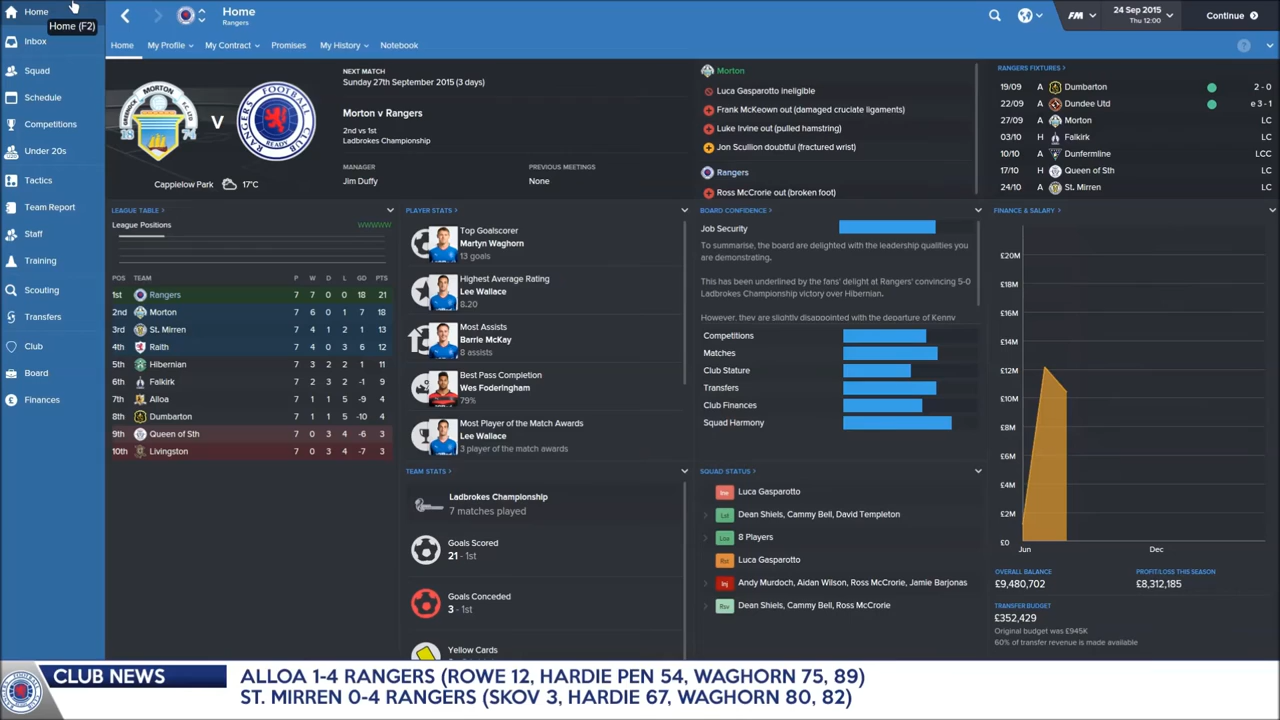 Home
Home (F2)
Inbox
Squad
Schedule
Competitions
Under 20s
Tactics
Team Report
Staff
Training
Scouting
Transfers
Club
Board
Finances
Home
Rangers
FM
24 Sep 2015
Thu 12:00
Continue
Home My Profile My Contract Promises My History Notebook
GREENOCK MORTON F.C. LTD
18 74
V
RANGERS FOOTBALL CLUB
READY
Cappielow Park 17°C
NEXT MATCH
Sunday 27th September 2015 (3 days)
Morton v Rangers
2nd vs 1st
Ladbrokes Championship
MANAGER
Jim Duffy
PREVIOUS MEETINGS
None
Morton
Luca Gasparotto ineligible
Frank McKeown out (damaged cruciate ligaments)
Luke Irvine out (pulled hamstring)
Jon Scullion doubtful (fractured wrist)
Rangers
Ross McCrorie out (broken foot)
RANGERS FIXTURES >
19/09 A Dumbarton 2 - 0
22/09 A Dundee Utd e 3 - 1
27/09 A Morton LC
03/10 H Falkirk LC
10/10 A Dunfermline LCC
17/10 H Queen of Sth LC
24/10 A St. Mirren LC
LEAGUE TABLE >
League Positions WWWWW
POS TEAM P W D L GD PTS
1st Rangers 7 7 0 0 18 21
2nd Morton 7 6 0 1 7 18
3rd St. Mirren 7 4 1 2 1 13
4th Raith 7 4 0 3 6 12
5th Hibernian 7 3 2 2 1 11
6th Falkirk 7 2 3 2 -1 9
7th Alloa 7 1 1 5 -9 4
8th Dumbarton 7 1 1 5 -10 4
9th Queen of Sth 7 0 3 4 -6 3
10th Livingston 7 0 3 4 -7 3
PLAYER STATS >
Top Goalscorer
Martyn Waghorn
13 goals
Highest Average Rating
Lee Wallace
8.20
Most Assists
Barrie McKay
8 assists
Best Pass Completion
Wes Foderingham
79%
Most Player of the Match Awards
Lee Wallace
3 player of the match awards
TEAM STATS >
Ladbrokes Championship
7 matches played
Goals Scored
21 - 1st
Goals Conceded
3 - 1st
Yellow Cards
BOARD CONFIDENCE >
Job Security
To summarise, the board are delighted with the leadership qualities you
are demonstrating.
This has been underlined by the fans' delight at Rangers' convincing 5-0
Ladbrokes Championship victory over Hibernian.
However, they are slightly disappointed with the departure of Kenny
Competitions
Matches
Club Stature
Transfers
Club Finances
Squad Harmony
SQUAD STATUS >
Ine Luca Gasparotto
Lst Dean Shiels, Cammy Bell, David Templeton
Loa 8 Players
Rct Luca Gasparotto
Inj Andy Murdoch, Aidan Wilson, Ross McCrorie, Jamie Barjonas
Rsv Dean Shiels, Cammy Bell, Ross McCrorie
FINANCE & SALARY >
£20M
£18M
£16M
£14M
£12M
£10M
£8M
£6M
£4M
£2M
£0
Jun Dec
OVERALL BALANCE
£9,480,702
PROFIT/LOSS THIS SEASON
£8,312,185
TRANSFER BUDGET
£352,429
Original budget was £945K
60% of transfer revenue is made available
CLUB NEWS
ALLOA 1-4 RANGERS (ROWE 12, HARDIE PEN 54, WAGHORN 75, 89)
ST. MIRREN 0-4 RANGERS (SKOV 3, HARDIE 67, WAGHORN 80, 82)